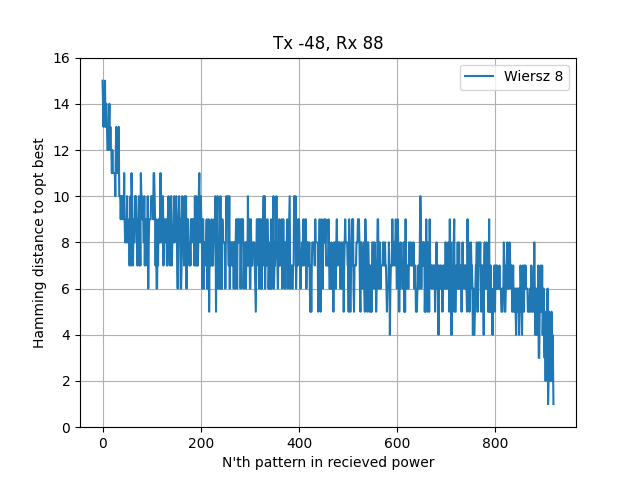 Tx -48, Rx 88
Wiersz 8
Hamming distance to opt best
16
14
12
10
8
6
4
2
0
0 200 400 600 800
N'th pattern in recieved power